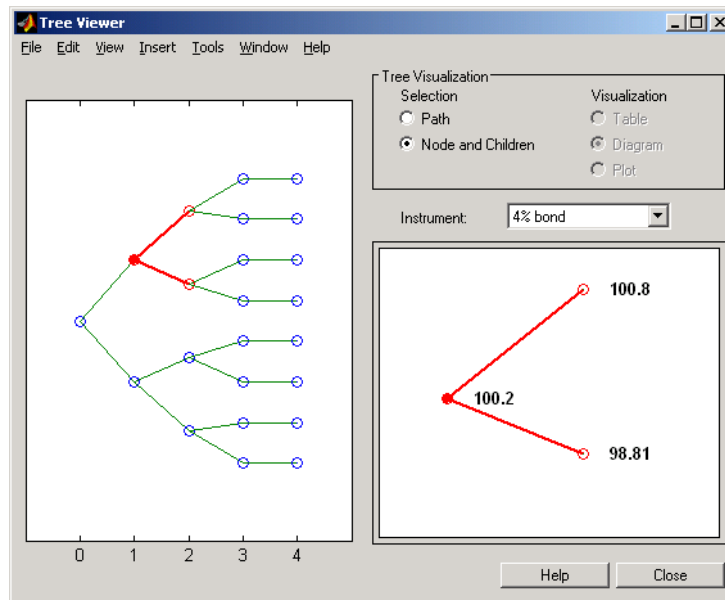 Tree Viewer
File Edit View Insert Tools Window Help
Tree Visualization
Selection
Visualization
Path
Table
Node and Children
Diagram
Plot
Instrument:
4% bond
100.8
100.2
98.81
0 1 2 3 4
Help
Close